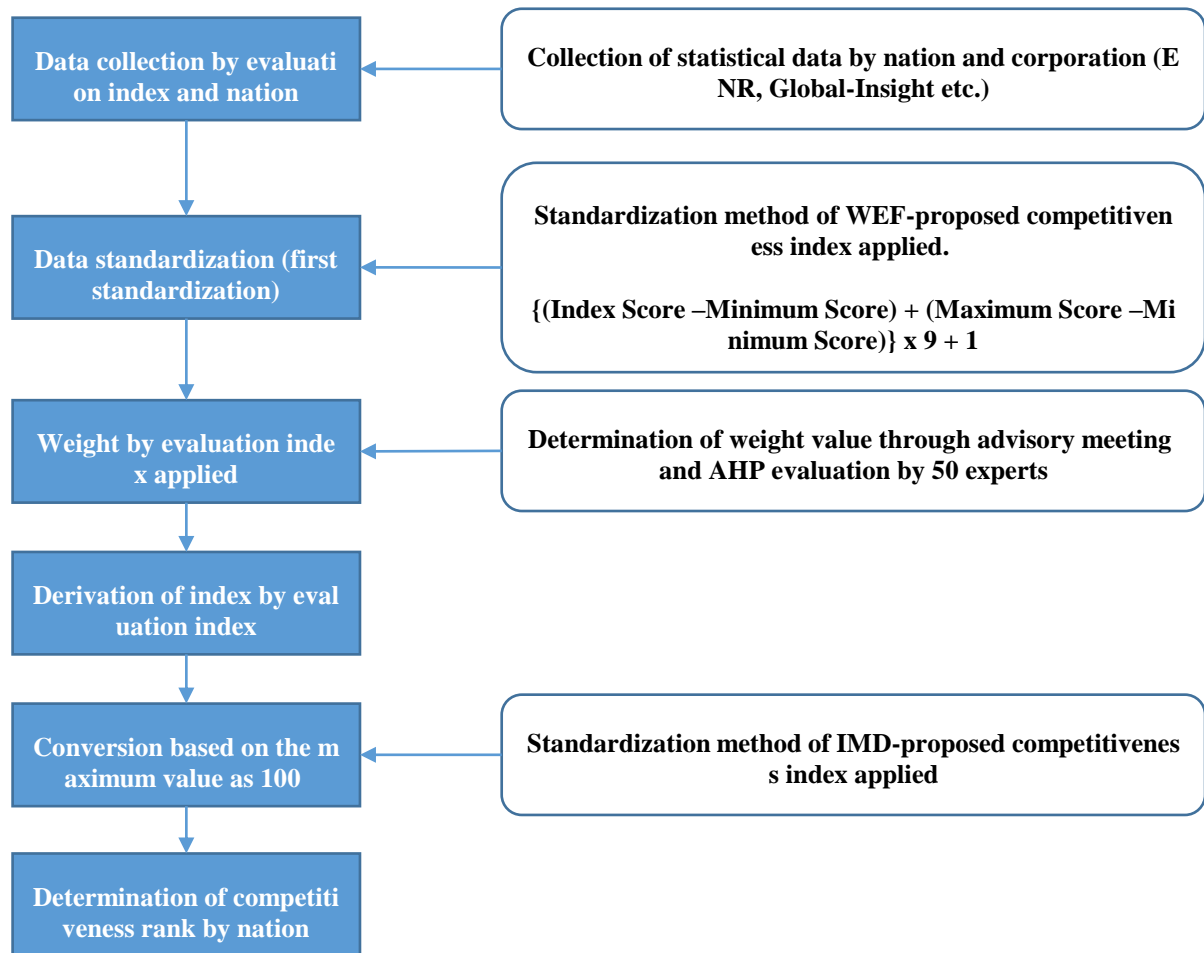 Data collection by evaluati
on index and nation
Collection of statistical data by nation and corporation (E
NR, Global-Insight etc.)
Data standardization (first
standardization)
Standardization method of WEF-proposed competitiven
ess index applied.
{(Index Score –Minimum Score) + (Maximum Score –Mi
nimum Score)} x 9 + 1
Weight by evaluation inde
x applied
Determination of weight value through advisory meeting
and AHP evaluation by 50 experts
Derivation of index by eval
uation index
Conversion based on the m
aximum value as 100
Standardization method of IMD-proposed competitivenes
s index applied
Determination of competiti
veness rank by nation